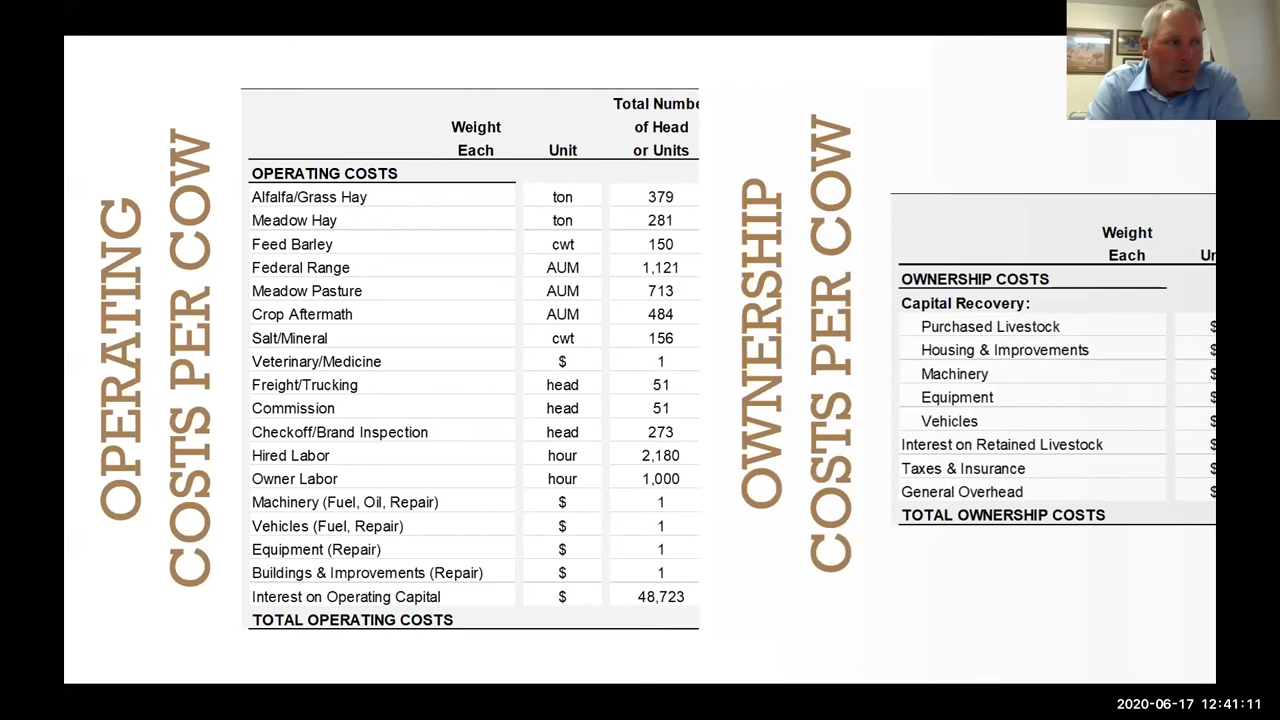 OPERATING
COSTS PER COW
Total Numbe
Weight of Head
Each Unit or Units
OPERATING COSTS
Alfalfa/Grass Hay ton 379
Meadow Hay ton 281
Feed Barley cwt 150
Federal Range AUM 1,121
Meadow Pasture AUM 713
Crop Aftermath AUM 484
Salt/Mineral cwt 156
Veterinary/Medicine $ 1
Freight/Trucking head 51
Commission head 51
Checkoff/Brand Inspection head 273
Hired Labor hour 2,180
Owner Labor hour 1,000
Machinery (Fuel, Oil, Repair) $ 1
Vehicles (Fuel, Repair) $ 1
Equipment (Repair) $ 1
Buildings & Improvements (Repair) $ 1
Interest on Operating Capital $ 48,723
TOTAL OPERATING COSTS
OWNERSHIP
COSTS PER COW
Weight
Each Un
OWNERSHIP COSTS
Capital Recovery:
Purchased Livestock $
Housing & Improvements $
Machinery $
Equipment $
Vehicles $
Interest on Retained Livestock $
Taxes & Insurance $
General Overhead $
TOTAL OWNERSHIP COSTS
2020-06-17 12:41:11